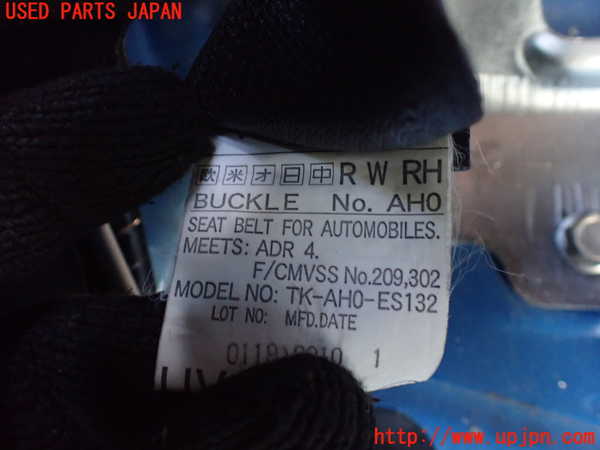 USED PARTS JAPAN
欧 米 オ 日 中 R W RH
BUCKLE No. AH0
SEAT BELT FOR AUTOMOBILES.
MEETS: ADR 4.
F/CMVSS No.209,302
MODEL NO: TK-AH0-ES132
LOT NO: MFD.DATE
1
©UPJ http://www.upjpn.com/